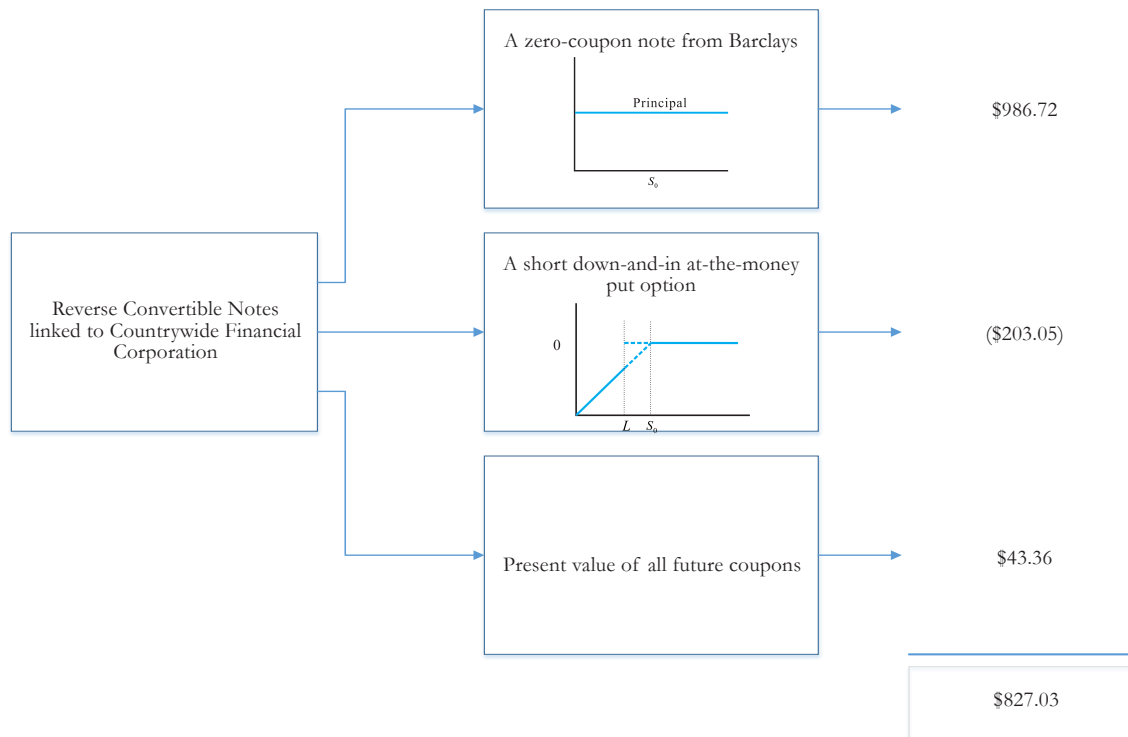 A zero-coupon note from Barclays
Principal
S₀
$986.72
Reverse Convertible Notes
linked to Countrywide Financial
Corporation
A short down-and-in at-the-money
put option
0
L S₀
($203.05)
Present value of all future coupons
$43.36
$827.03